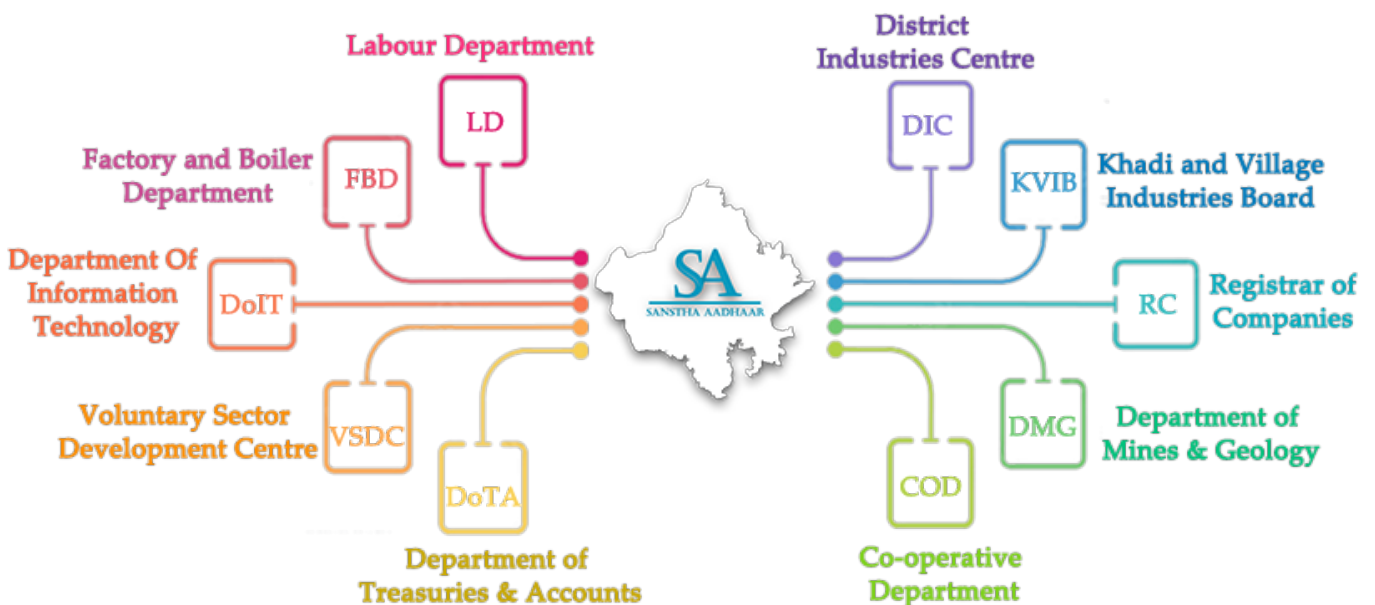 Labour Department
LD
Factory and Boiler
Department
FBD
Department Of
Information
Technology
DoIT
Voluntary Sector
Development Centre
VSDC
DoTA
Department of
Treasuries & Accounts
SA
SANSTHA AADHAAR
District
Industries Centre
DIC
KVIB
Khadi and Village
Industries Board
RC
Registrar of
Companies
DMG
Department of
Mines & Geology
COD
Co-operative
Department